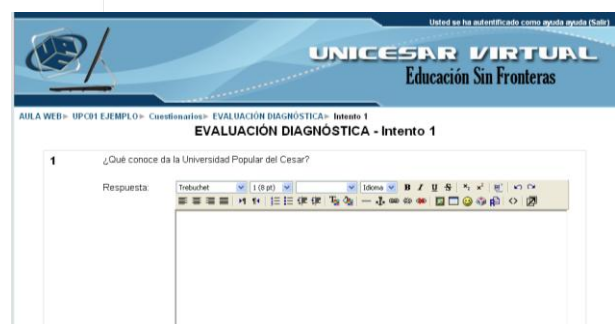 Usted se ha autentificado como ayuda ayuda (Salir)
UNICESAR VIRTUAL
Educación Sin Fronteras
AULA WEB► UPC01 EJEMPLO► Cuestionarios► EVALUACIÓN DIAGNÓSTICA► Intento 1
EVALUACIÓN DIAGNÓSTICA - Intento 1
1 ¿Qué conoce da la Universidad Popular del Cesar?
Respuesta:
Trebuchet 1 (8 pt) Idioma B I U S